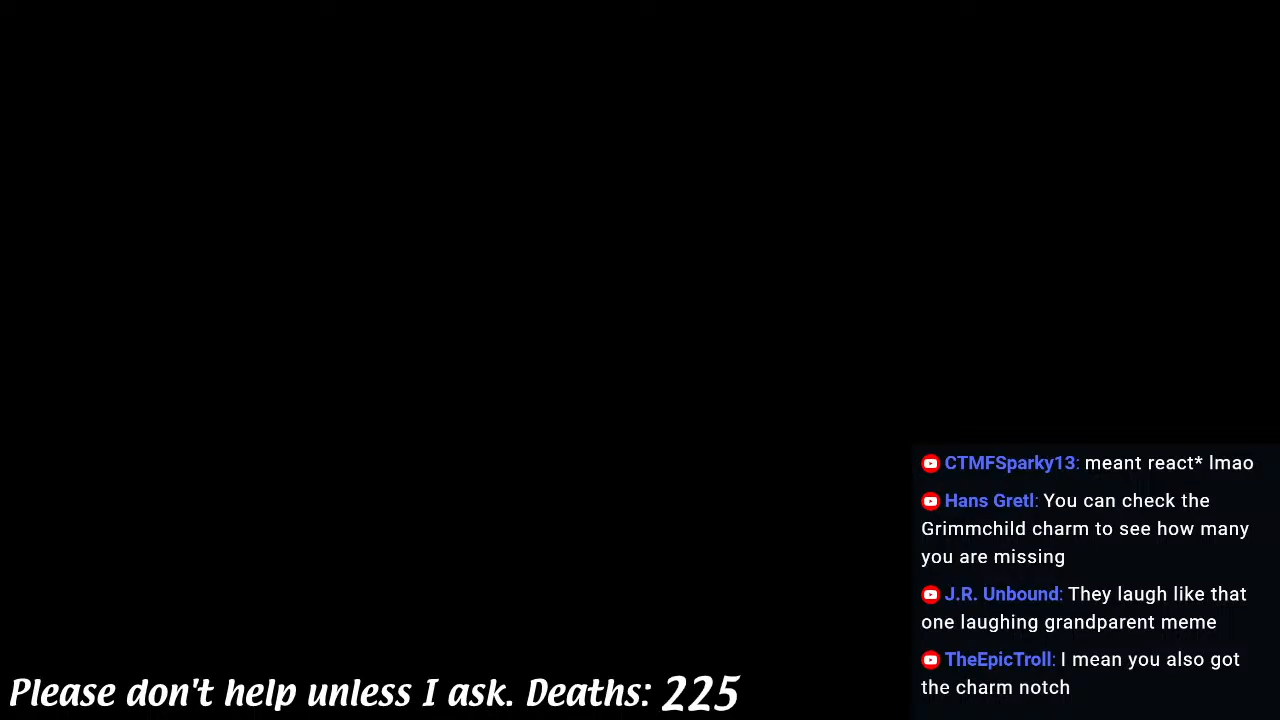 CTMFSparky13: meant react* lmao
Hans Gretl: You can check the
Grimmchild charm to see how many
you are missing
J.R. Unbound: They laugh like that
one laughing grandparent meme
TheEpicTroll: I mean you also got
the charm notch
Please don't help unless I ask. Deaths: 225